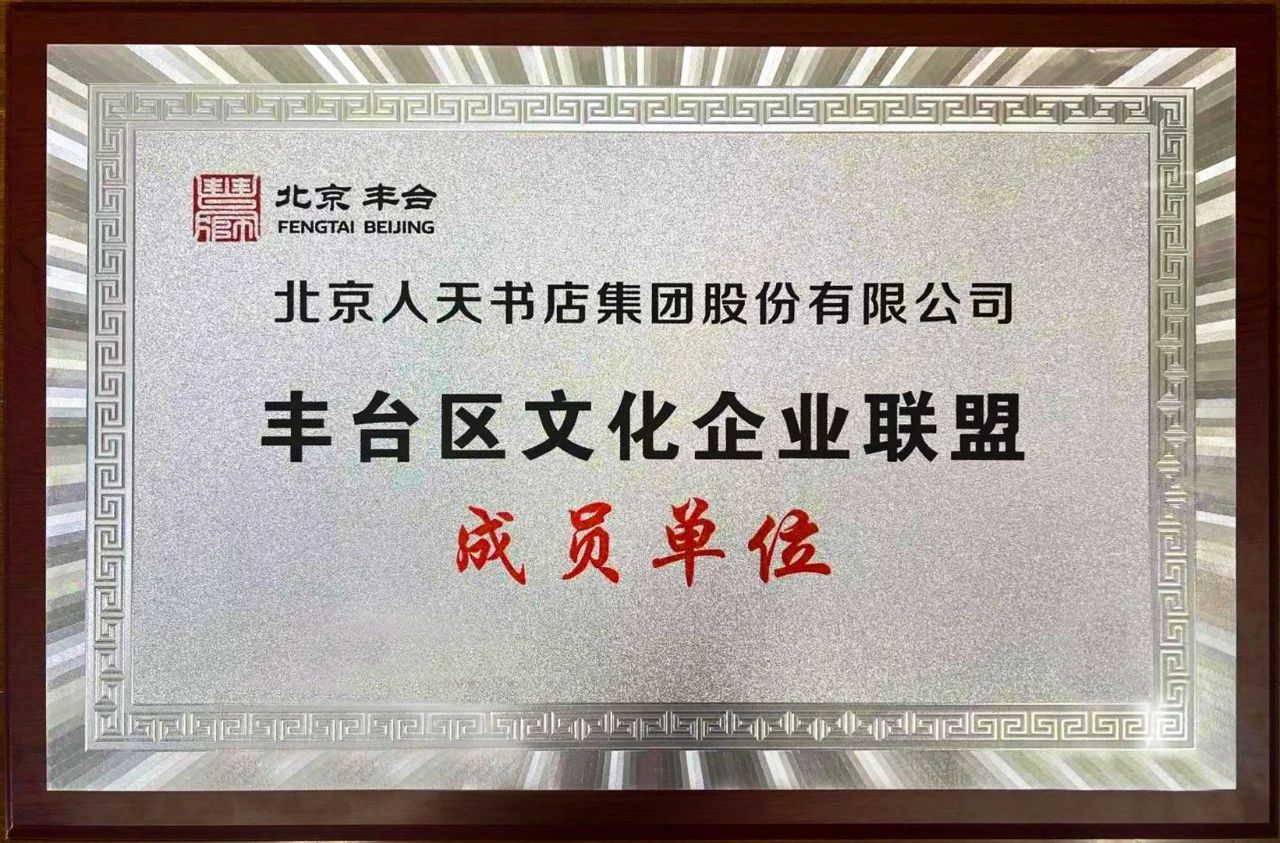 北京 丰台
FENGTAI BEIJING
北京人天书店集团股份有限公司
丰台区文化企业联盟
成员单位